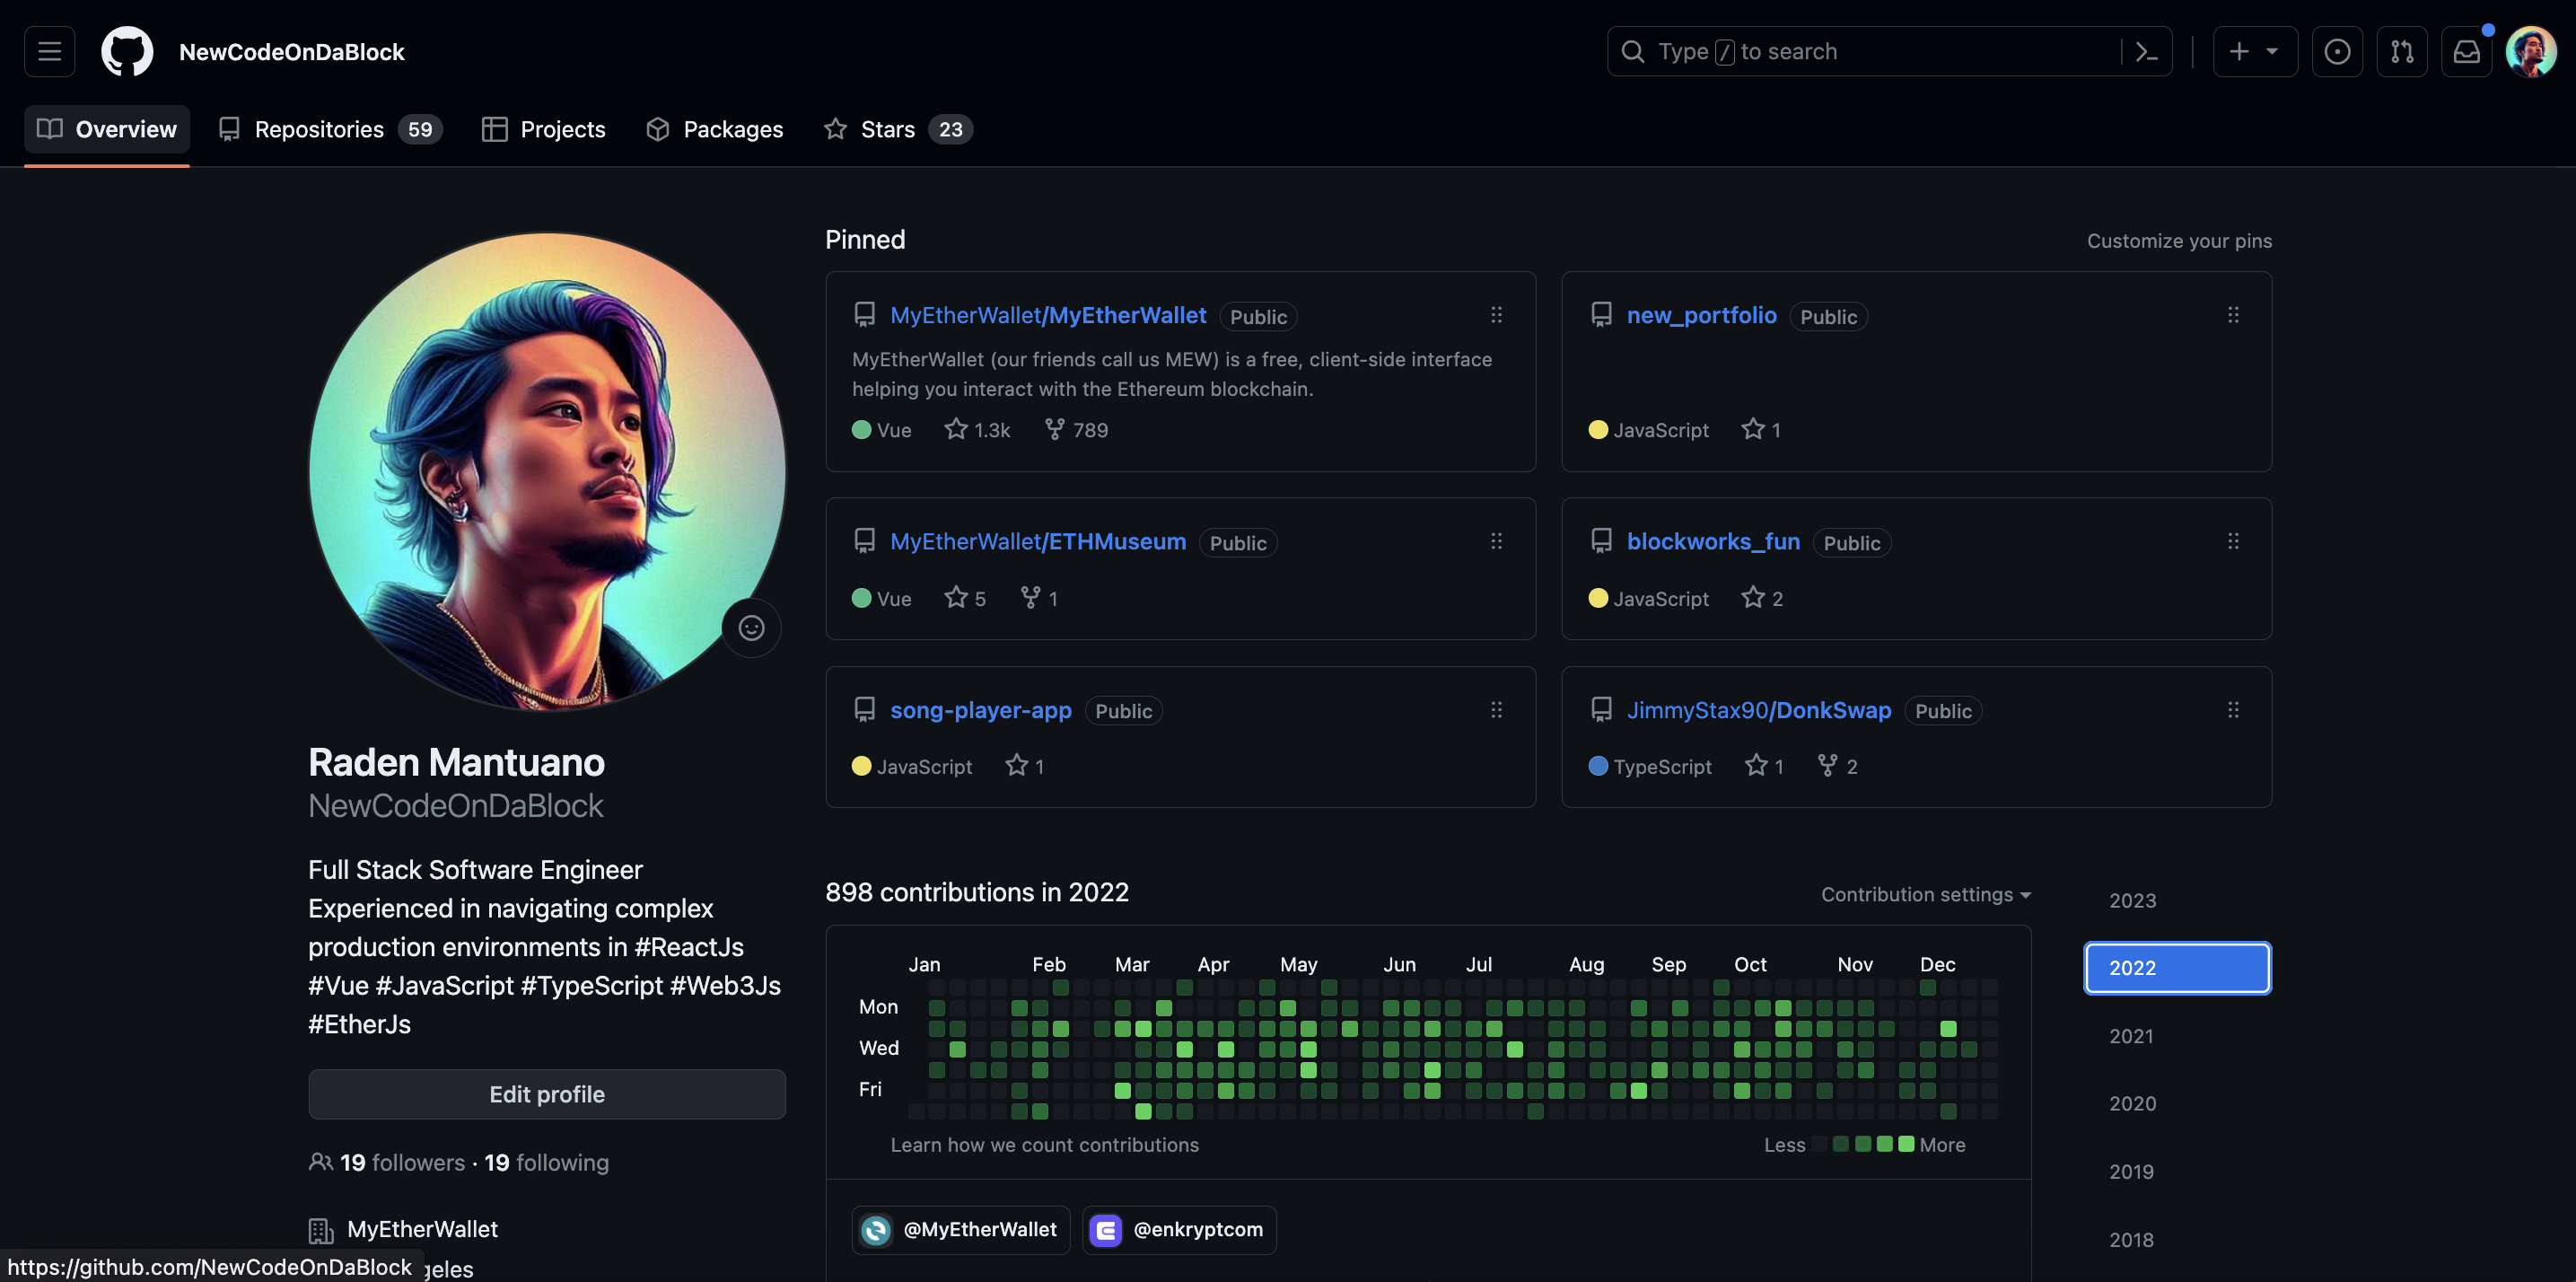 NewCodeOnDaBlock
Type / to search
Overview
Repositories 59
Projects
Packages
Stars 23
Raden Mantuano
NewCodeOnDaBlock
Full Stack Software Engineer
Experienced in navigating complex
production environments in #ReactJs
#Vue #JavaScript #TypeScript #Web3Js
#EtherJs
Edit profile
19 followers · 19 following
MyEtherWallet
geles
https://github.com/NewCodeOnDaBlock
Pinned
Customize your pins
MyEtherWallet/MyEtherWallet Public
MyEtherWallet (our friends call us MEW) is a free, client-side interface
helping you interact with the Ethereum blockchain.
Vue 1.3k 789
new_portfolio Public
JavaScript 1
MyEtherWallet/ETHMuseum Public
Vue 5 1
blockworks_fun Public
JavaScript 2
song-player-app Public
JavaScript 1
JimmyStax90/DonkSwap Public
TypeScript 1 2
898 contributions in 2022
Contribution settings
Jan Feb Mar Apr May Jun Jul Aug Sep Oct Nov Dec
Mon
Wed
Fri
Learn how we count contributions
Less More
@MyEtherWallet
@enkryptcom
2023
2022
2021
2020
2019
2018